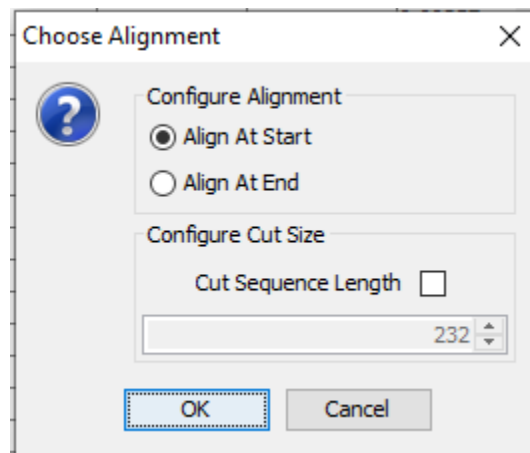 Choose Alignment
Configure Alignment
Align At Start
Align At End
Configure Cut Size
Cut Sequence Length
232
OK
Cancel